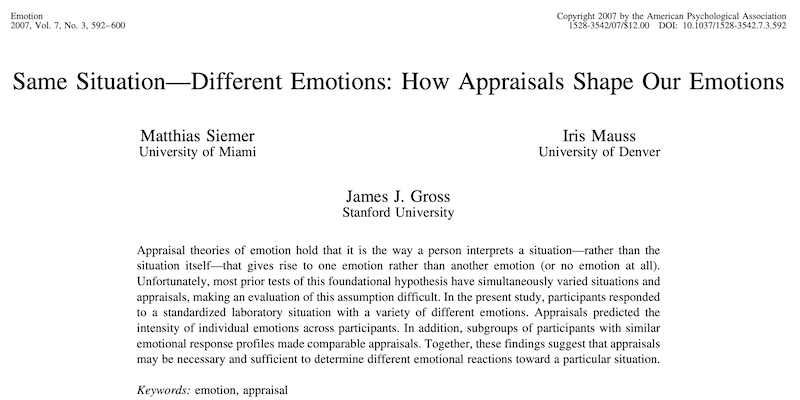 Emotion
2007, Vol. 7, No. 3, 592–600
Copyright 2007 by the American Psychological Association
1528-3542/07/$12.00 DOI: 10.1037/1528-3542.7.3.592
Same Situation—Different Emotions: How Appraisals Shape Our Emotions
Matthias Siemer
University of Miami
Iris Mauss
University of Denver
James J. Gross
Stanford University
Appraisal theories of emotion hold that it is the way a person interprets a situation—rather than the
situation itself—that gives rise to one emotion rather than another emotion (or no emotion at all).
Unfortunately, most prior tests of this foundational hypothesis have simultaneously varied situations and
appraisals, making an evaluation of this assumption difficult. In the present study, participants responded
to a standardized laboratory situation with a variety of different emotions. Appraisals predicted the
intensity of individual emotions across participants. In addition, subgroups of participants with similar
emotional response profiles made comparable appraisals. Together, these findings suggest that appraisals
may be necessary and sufficient to determine different emotional reactions toward a particular situation.
Keywords: emotion, appraisal